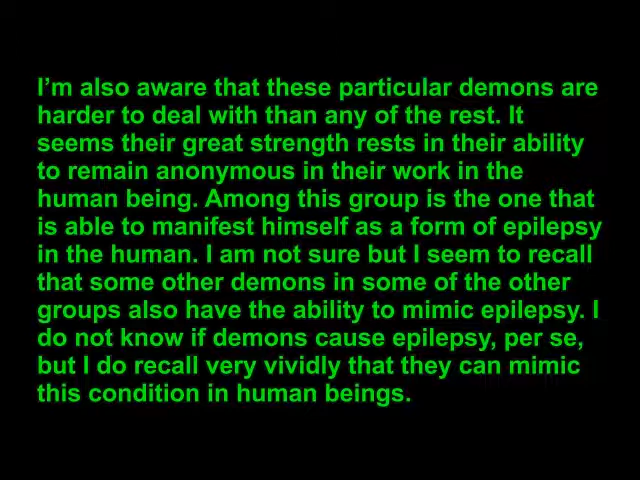 I’m also aware that these particular demons are
harder to deal with than any of the rest. It
seems their great strength rests in their ability
to remain anonymous in their work in the
human being. Among this group is the one that
is able to manifest himself as a form of epilepsy
in the human. I am not sure but I seem to recall
that some other demons in some of the other
groups also have the ability to mimic epilepsy. I
do not know if demons cause epilepsy, per se,
but I do recall very vividly that they can mimic
this condition in human beings.